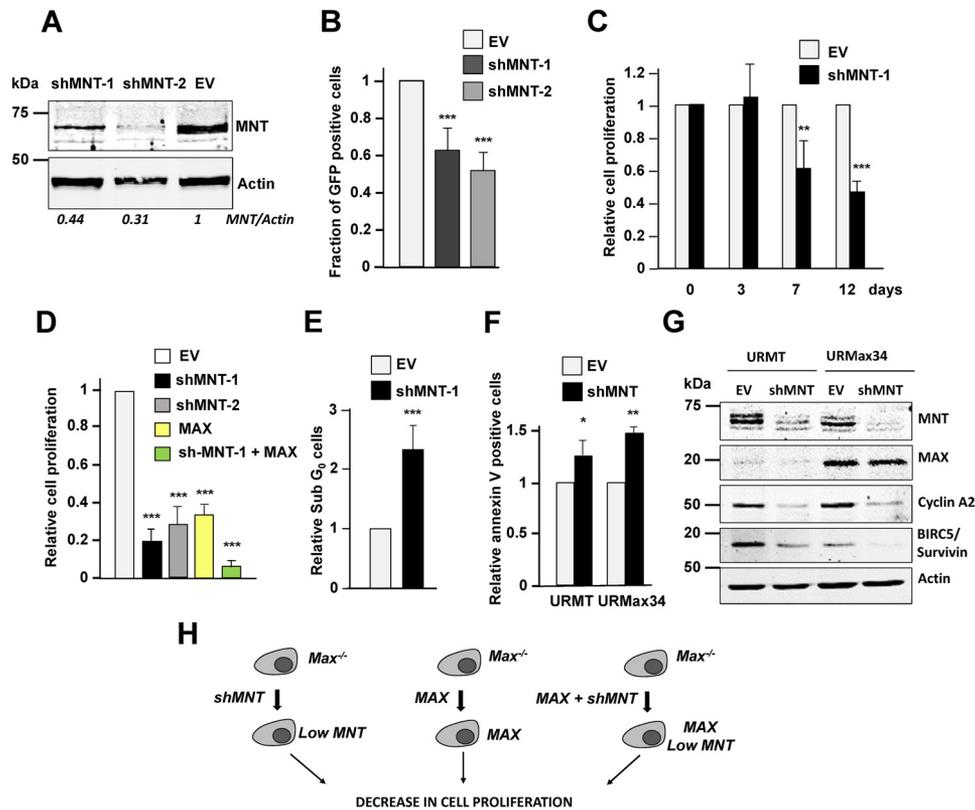 A
kDa shMNT-1 shMNT-2 EV
75
MNT
50
Actin
0.44 0.31 1 MNT/Actin
B
EV
shMNT-1
shMNT-2
Fraction of GFP positive cells
1
0.8
0.6
0.4
0.2
0
***
***
C
EV
shMNT-1
Relative cell proliferation
1.2
1
0.8
0.6
0.4
0.2
0
**
***
0 3 7 12 days
D
EV
shMNT-1
shMNT-2
MAX
sh-MNT-1 + MAX
Relative cell proliferation
1
0.8
0.6
0.4
0.2
0
***
***
***
***
E
EV
shMNT-1
Relative Sub G0 cells
3
2
1
0
***
F
EV
shMNT
Relative annexin V positive cells
1.5
1
0.5
0
*
**
URMT URMax34
G
URMT URMax34
kDa EV shMNT EV shMNT
75
MNT
20
MAX
50
Cyclin A2
20
BIRC5/
Survivin
50
Actin
H
Max-/- Max-/- Max-/-
shMNT MAX MAX + shMNT
Low MNT MAX MAX
Low MNT
DECREASE IN CELL PROLIFERATION